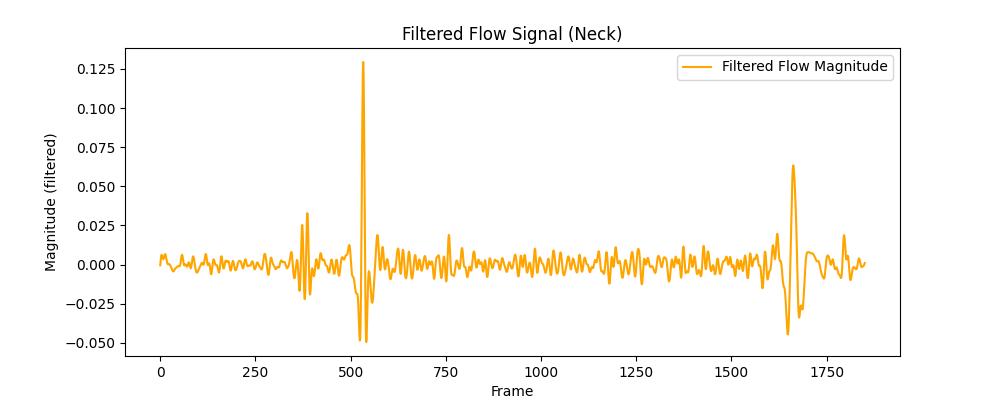 Filtered Flow Signal (Neck)
Filtered Flow Magnitude
Magnitude (filtered)
0.125
0.100
0.075
0.050
0.025
0.000
−0.025
−0.050
0 250 500 750 1000 1250 1500 1750
Frame